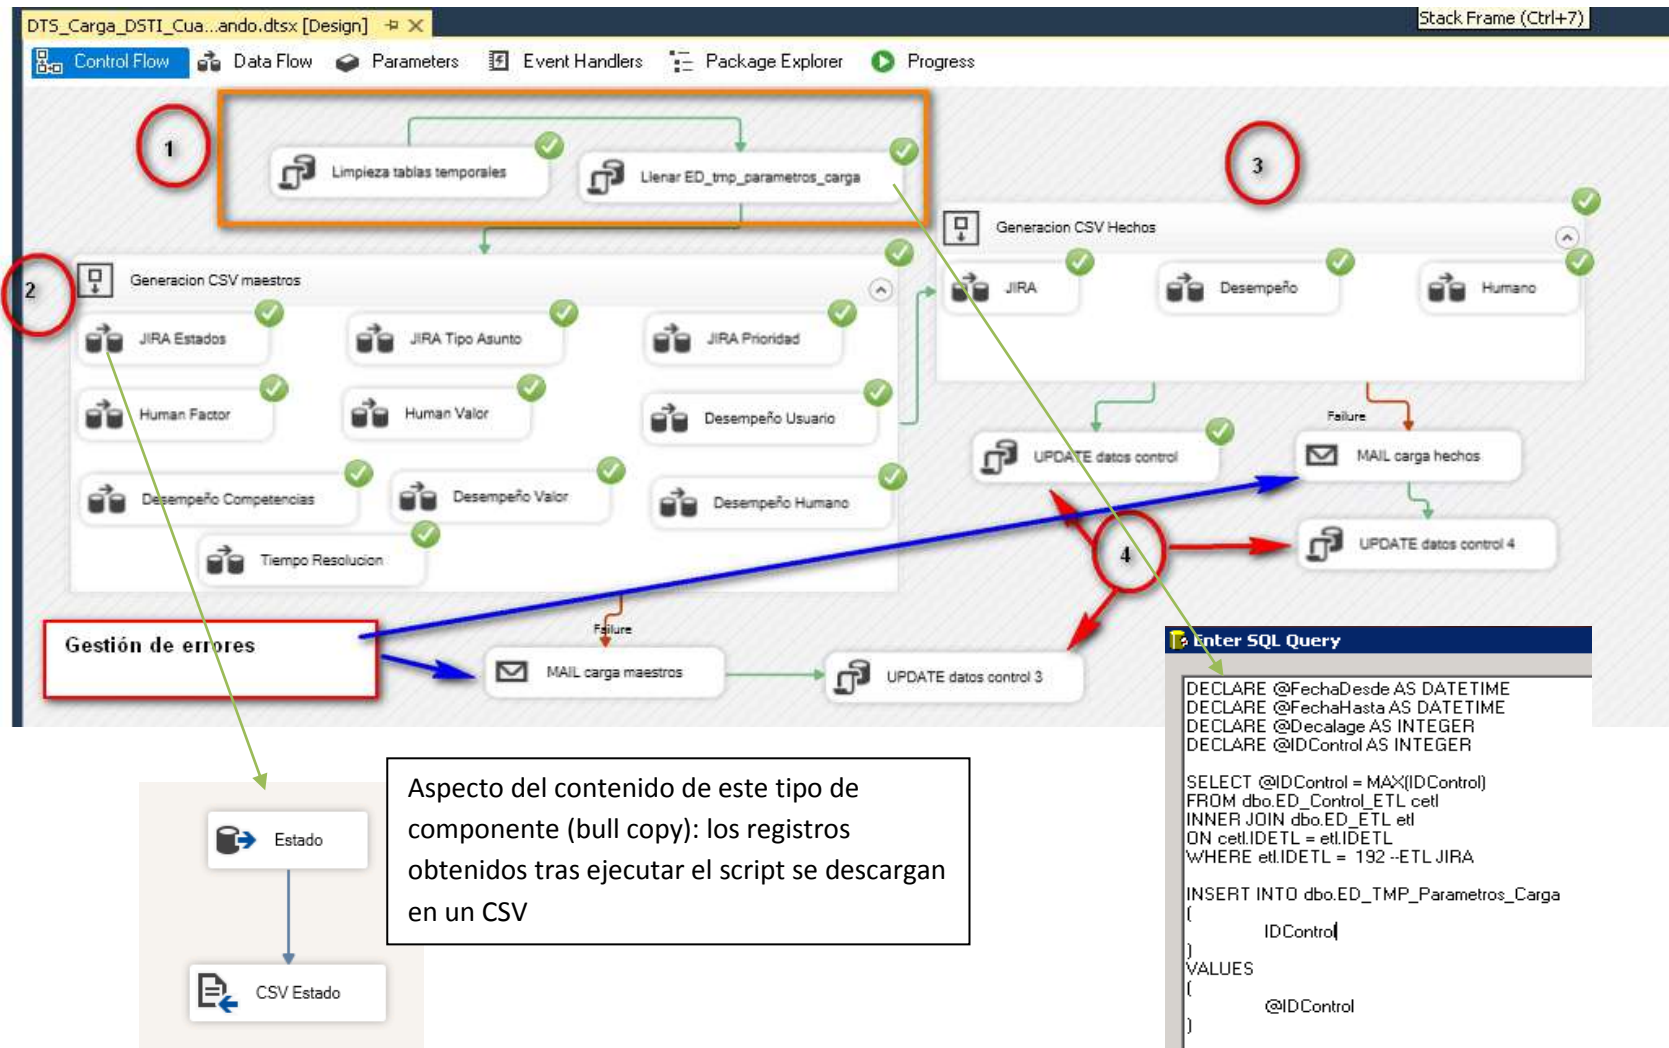 Stack Frame (Ctrl+7)
DTS_Carga_DSTI_Cua...ando.dtsx [Design]
Control Flow
Data Flow
Parameters
Event Handlers
Package Explorer
Progress
1
Limpieza tablas temporales
Llenar ED_tmp_parametros_carga
3
Generacion CSV Hechos
JIRA
Desempeño
Humano
2
Generacion CSV maestros
JIRA Estados
JIRA Tipo Asunto
JIRA Prioridad
Human Factor
Human Valor
Desempeño Usuario
Desempeño Competencias
Desempeño Valor
Desempeño Humano
Tiempo Resolucion
Failure
UPDATE datos control
MAIL carga hechos
4
UPDATE datos control 4
Gestión de errores
Failure
MAIL carga maestros
UPDATE datos control 3
Enter SQL Query
DECLARE @FechaDesde AS DATETIME
DECLARE @FechaHasta AS DATETIME
DECLARE @Decalage AS INTEGER
DECLARE @IDControl AS INTEGER
SELECT @IDControl = MAX(IDControl)
FROM dbo.ED_Control_ETL cetl
INNER JOIN dbo.ED_ETL etl
ON cetl.IDETL = etl.IDETL
WHERE etl.IDETL = 192 --ETL JIRA
INSERT INTO dbo.ED_TMP_Parametros_Carga
(
IDControl
)
VALUES
(
@IDControl
)
Estado
CSV Estado
Aspecto del contenido de este tipo de
componente (bull copy): los registros
obtenidos tras ejecutar el script se descargan
en un CSV